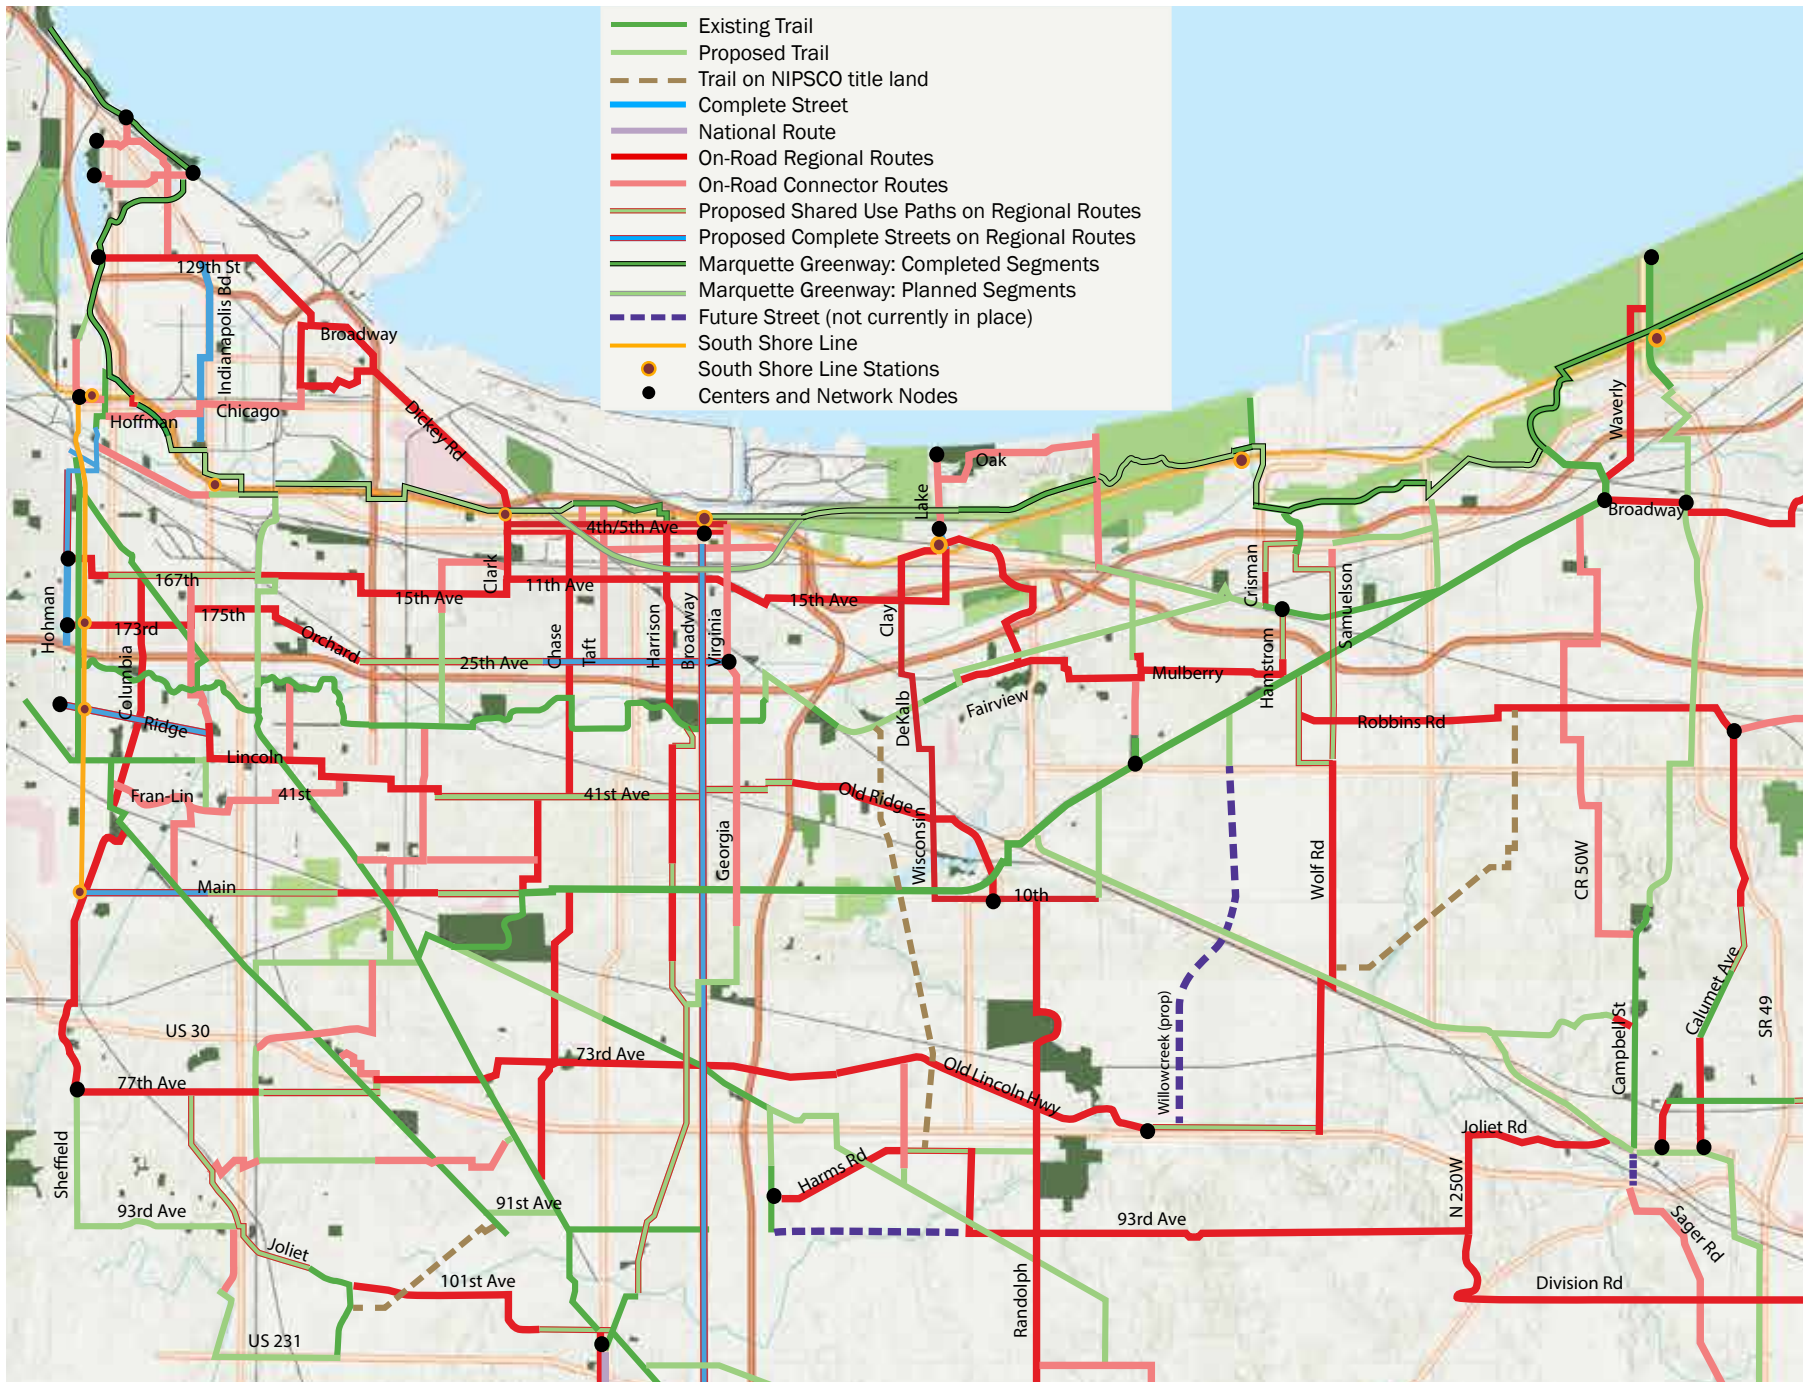 Existing Trail
Proposed Trail
Trail on NIPSCO title land
Complete Street
National Route
On-Road Regional Routes
On-Road Connector Routes
Proposed Shared Use Paths on Regional Routes
Proposed Complete Streets on Regional Routes
Marquette Greenway: Completed Segments
Marquette Greenway: Planned Segments
Future Street (not currently in place)
South Shore Line
South Shore Line Stations
Centers and Network Nodes
129th St
Indianapolis Bd
Broadway
Chicago
Hoffman
Dickey Rd
Waverly
Oak
Lake
Broadway
4th/5th Ave
Clark
167th
11th Ave
15th Ave
15th Ave
Crisman
Samuelson
Hohman
175th
173rd
Orchard
25th Ave
Chase
Taft
Harrison
Broadway
Virginia
Clay
Columbia
Ridge
Mulberry
Fairview
DeKalb
Hamstrom
Robbins Rd
Lincoln
Fran-Lin
41st
41st Ave
Old Ridge
Georgia
Wisconsin
Wolf Rd
CR 50W
Main
10th
US 30
77th Ave
73rd Ave
Old Lincoln Hwy
Willowcreek (prop)
Campbell St
Calumet Ave
SR 49
Sheffield
Joliet Rd
Harms Rd
N 250W
93rd Ave
91st Ave
93rd Ave
Sager Rd
Joliet
101st Ave
Division Rd
Randolph
US 231